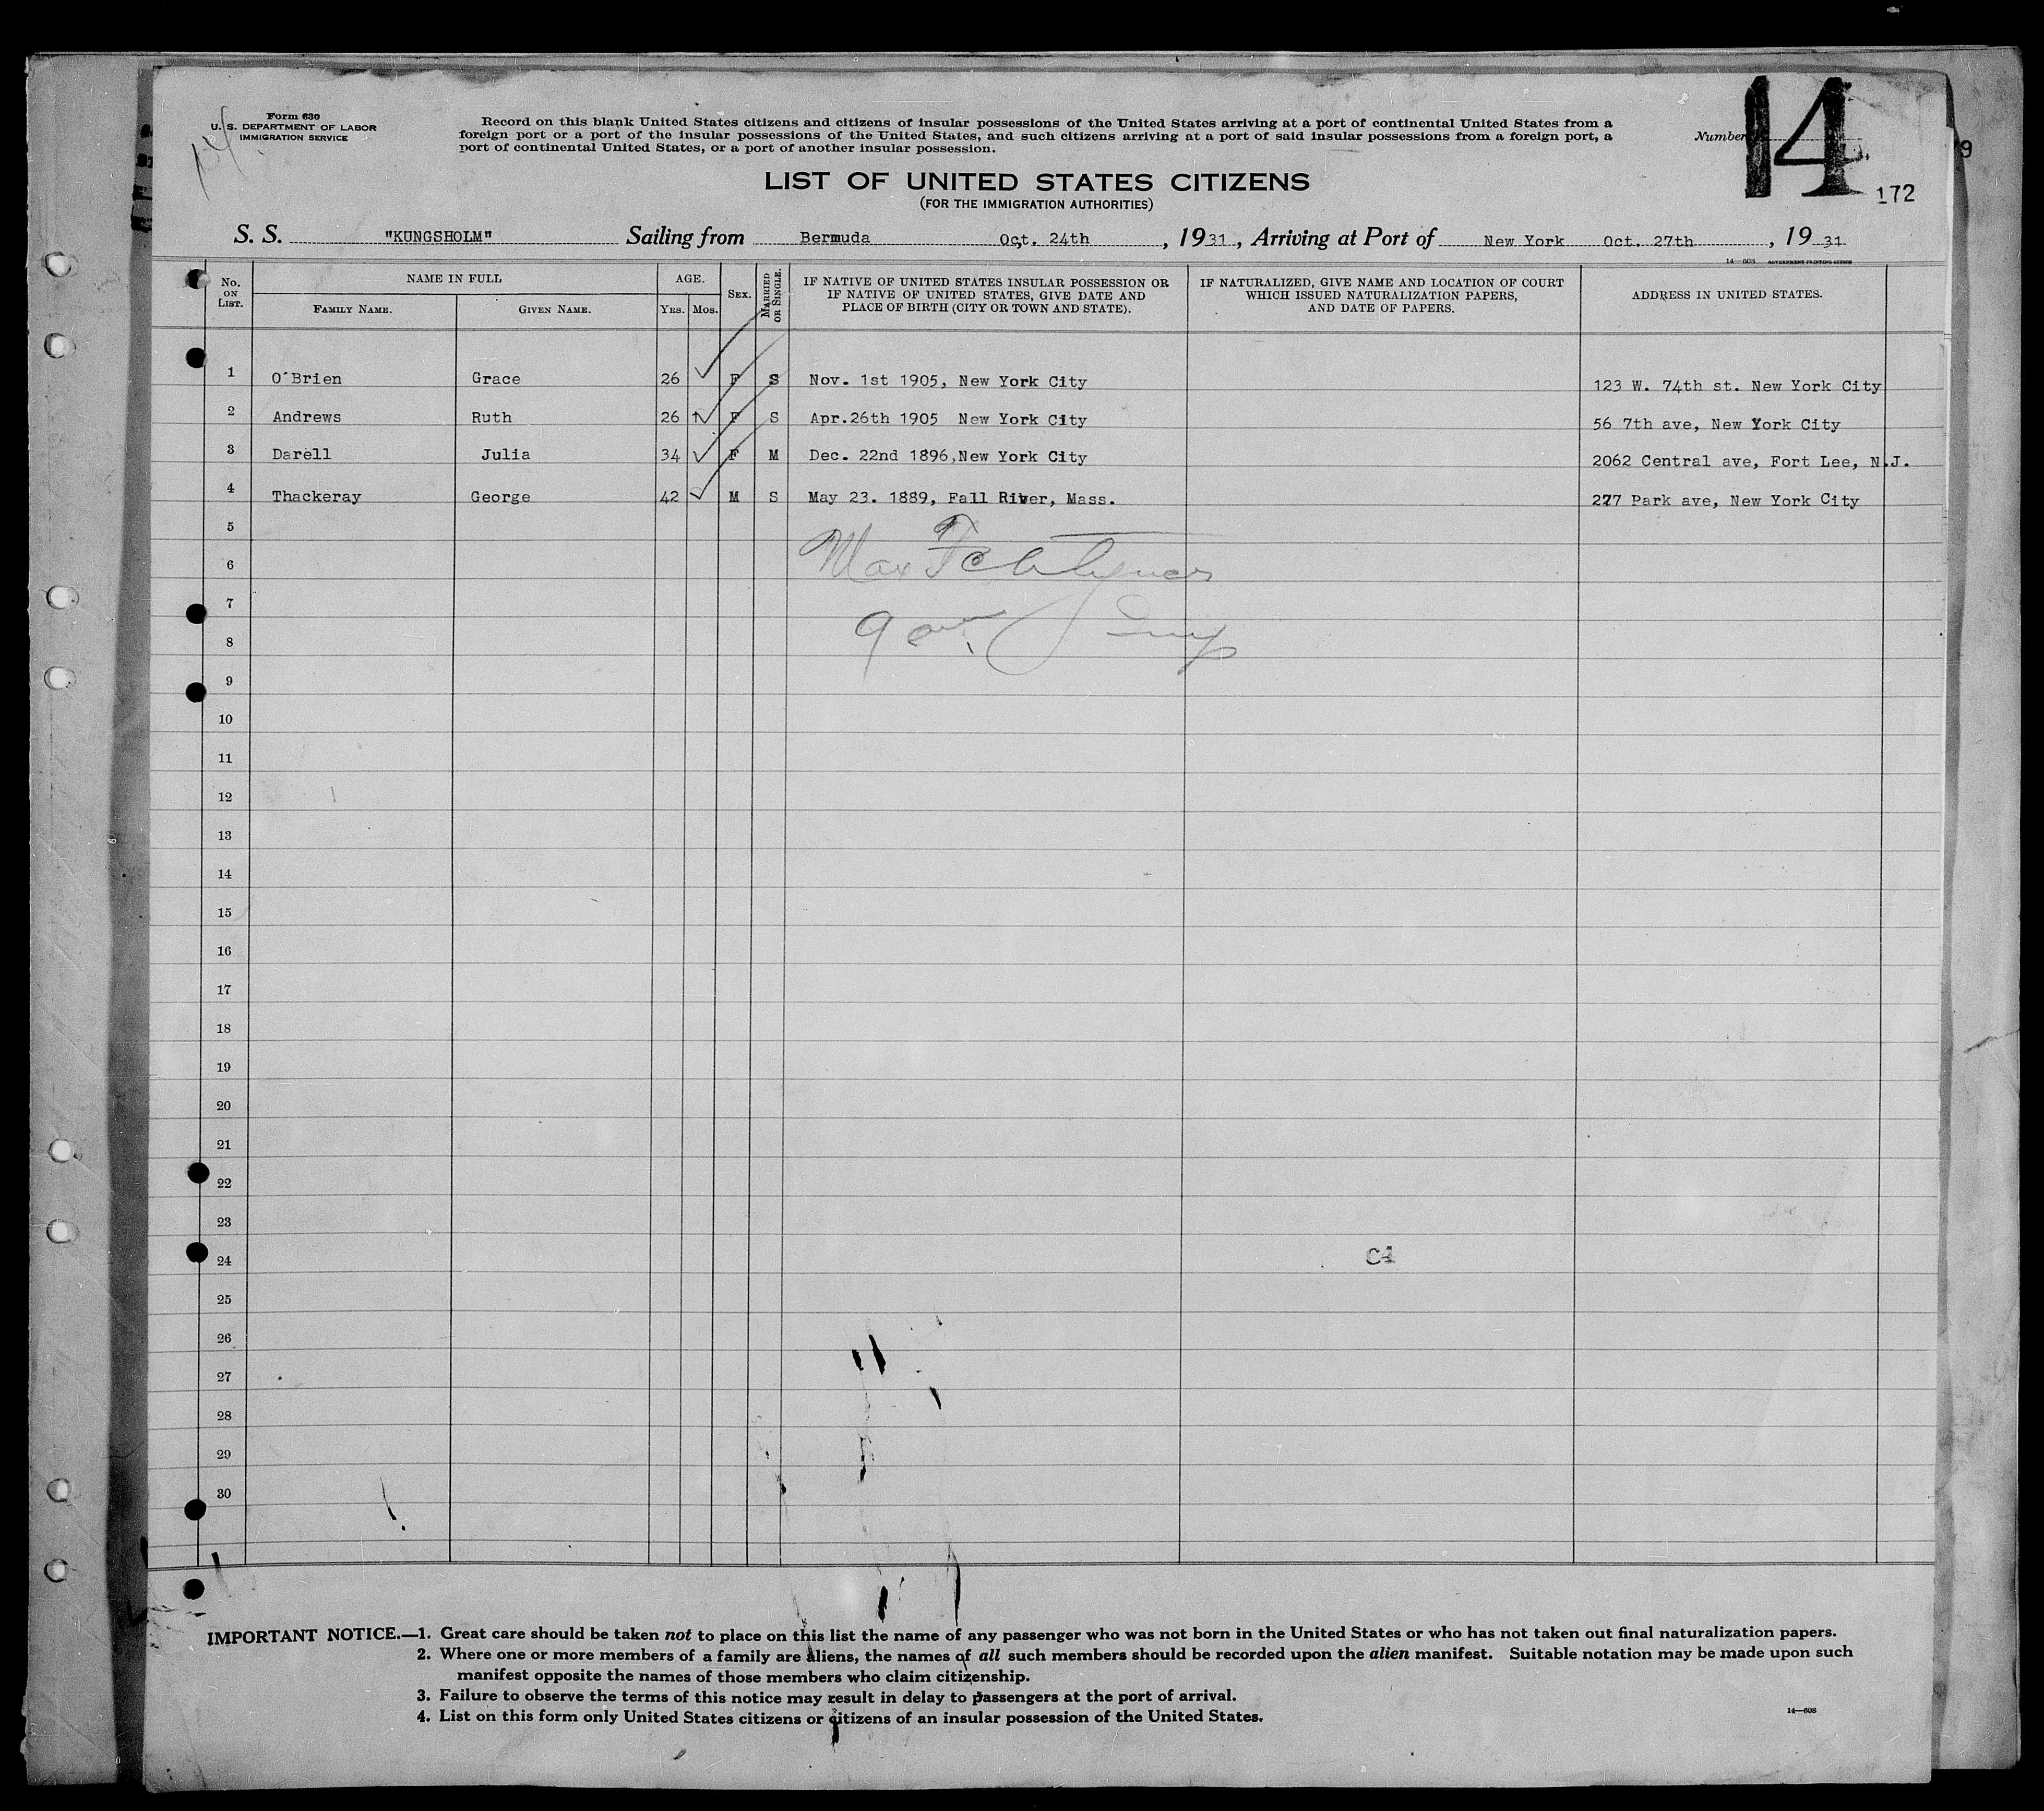 Form 630
U. S. DEPARTMENT OF LABOR
IMMIGRATION SERVICE
Record on this blank United States citizens and citizens of insular possessions of the United States arriving at a port of continental United States from a
foreign port or a port of the insular possessions of the United States, and such citizens arriving at a port of said insular possessions from a foreign port, a
port of continental United States, or a port of another insular possession.
Number 14
172
9
LIST OF UNITED STATES CITIZENS
(FOR THE IMMIGRATION AUTHORITIES)
S. S. "KUNGSHOLM" Sailing from Bermuda Oct. 24th, 1931, Arriving at Port of New York Oct. 27th, 1931
14—608 GOVERNMENT PRINTING OFFICE
No. ON LIST. NAME IN FULL AGE. SEX. MARRIED OR SINGLE. IF NATIVE OF UNITED STATES INSULAR POSSESSION OR IF NATIVE OF UNITED STATES, GIVE DATE AND PLACE OF BIRTH (CITY OR TOWN AND STATE). IF NATURALIZED, GIVE NAME AND LOCATION OF COURT WHICH ISSUED NATURALIZATION PAPERS, AND DATE OF PAPERS. ADDRESS IN UNITED STATES.
FAMILY NAME. GIVEN NAME. YRS. MOS.
1 O'Brien Grace 26 F S Nov. 1st 1905, New York City 123 W. 74th st. New York City
2 Andrews Ruth 26 F S Apr.26th 1905 New York City 56 7th ave, New York City
3 Darell Julia 34 F M Dec. 22nd 1896,New York City 2062 Central ave, Fort Lee, N.J.
4 Thackeray George 42 M S May 23. 1889, Fall River, Mass. 277 Park ave, New York City
5
6 Max
7
8
9
10
11
12
13
14
15
16
17
18
19
20
21
22
23
24
25
26
27
28
29
30
IMPORTANT NOTICE.—1. Great care should be taken not to place on this list the name of any passenger who was not born in the United States or who has not taken out final naturalization papers.
2. Where one or more members of a family are aliens, the names of all such members should be recorded upon the alien manifest. Suitable notation may be made upon such
manifest opposite the names of those members who claim citizenship.
3. Failure to observe the terms of this notice may result in delay to passengers at the port of arrival.
4. List on this form only United States citizens or citizens of an insular possession of the United States.
14—608